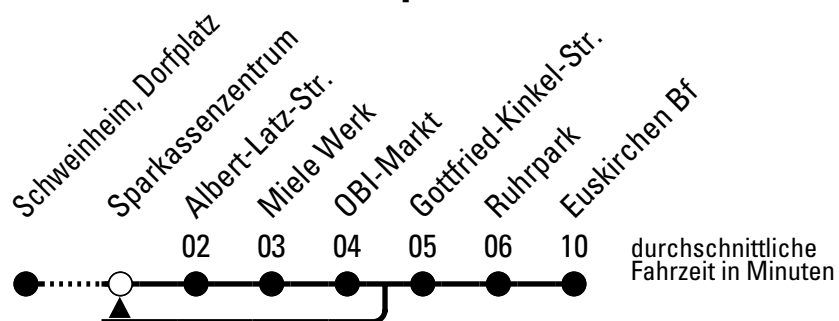 Schweinheim, Dorfplatz
Sparkassenzentrum
Albert-Latz-Str.
Miele Werk
OBI-Markt
Gottfried-Kinkel-Str.
Ruhrpark
Euskirchen Bf
02 03 04 05 06 10
durchschnittliche
Fahrzeit in Minuten